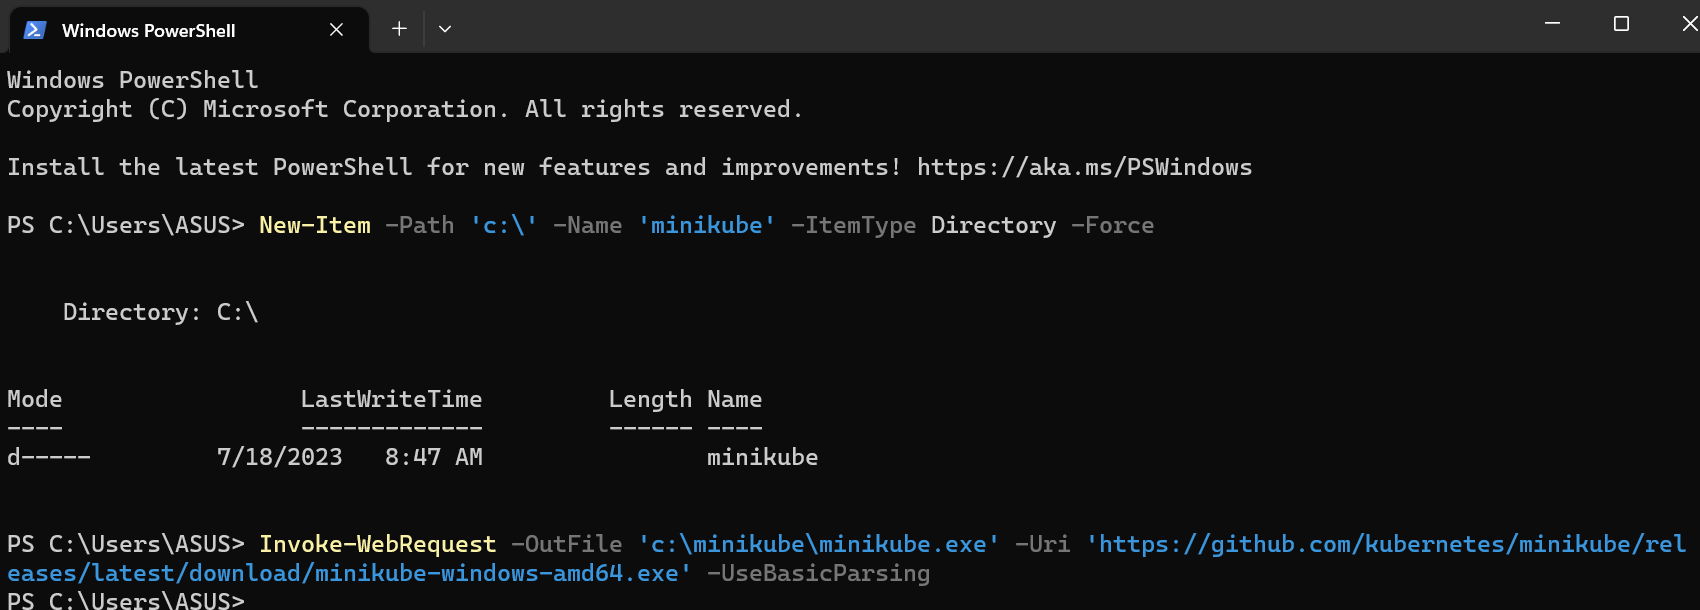 Windows PowerShell
Windows PowerShell
Copyright (C) Microsoft Corporation. All rights reserved.
Install the latest PowerShell for new features and improvements! https://aka.ms/PSWindows
PS C:\Users\ASUS> New-Item -Path 'c:\' -Name 'minikube' -ItemType Directory -Force
Directory: C:\
Mode LastWriteTime Length Name
---- ------------- ------ ----
d----- 7/18/2023 8:47 AM minikube
PS C:\Users\ASUS> Invoke-WebRequest -OutFile 'c:\minikube\minikube.exe' -Uri 'https://github.com/kubernetes/minikube/rel
eases/latest/download/minikube-windows-amd64.exe' -UseBasicParsing
PS C:\Users\ASUS>